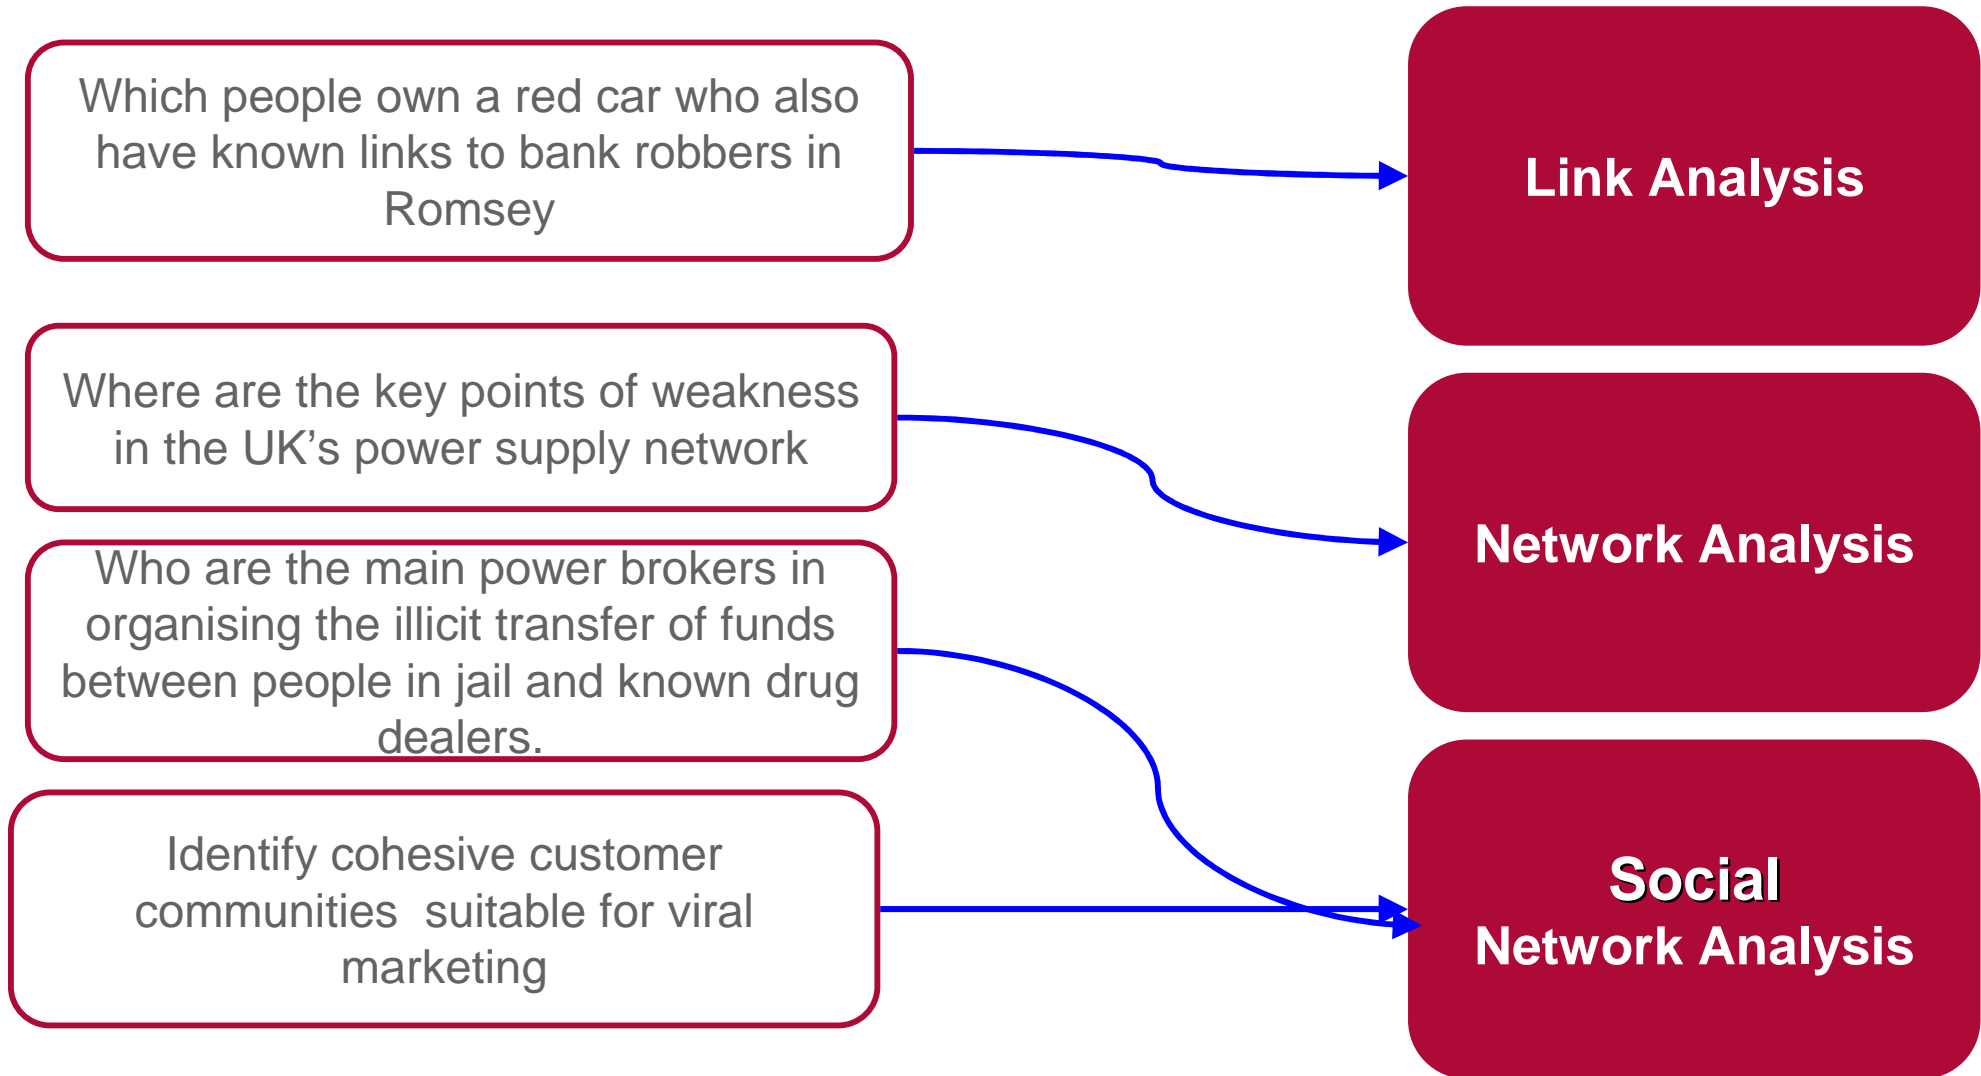 Which people own a red car who also
have known links to bank robbers in
Romsey
Link Analysis
Where are the key points of weakness
in the UK’s power supply network
Network Analysis
Who are the main power brokers in
organising the illicit transfer of funds
between people in jail and known drug
dealers.
Identify cohesive customer
communities  suitable for viral
marketing
Social
Network Analysis